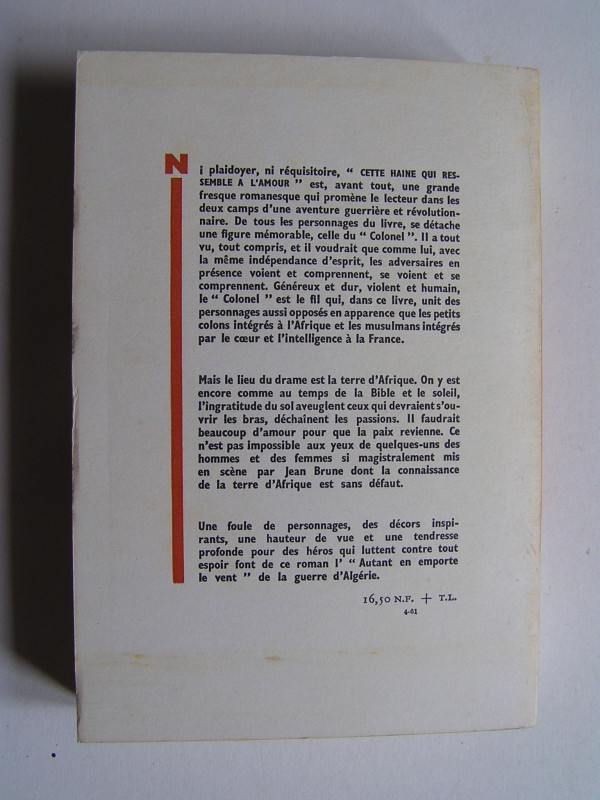 Ni plaidoyer, ni réquisitoire, " CETTE HAINE QUI RES-
SEMBLE A L'AMOUR " est, avant tout, une grande
fresque romanesque qui promène le lecteur dans les
deux camps d'une aventure guerrière et révolution-
naire. De tous les personnages du livre, se détache
une figure mémorable, celle du " Colonel ". Il a tout
vu, tout compris, et il voudrait que comme lui, avec
la même indépendance d'esprit, les adversaires en
présence voient et comprennent, se voient et se
comprennent. Généreux et dur, violent et humain,
le " Colonel " est le fil qui, dans ce livre, unit des
personnages aussi opposés en apparence que les petits
colons intégrés à l'Afrique et les musulmans intégrés
par le cœur et l'intelligence à la France.
Mais le lieu du drame est la terre d'Afrique. On y est
encore comme au temps de la Bible et le soleil,
l'ingratitude du sol aveuglent ceux qui devraient s'ou-
vrir les bras, déchaînent les passions. Il faudrait
beaucoup d'amour pour que la paix revienne. Ce
n'est pas impossible aux yeux de quelques-uns des
hommes et des femmes si magistralement mis
en scène par Jean Brune dont la connaissance
de la terre d'Afrique est sans défaut.
Une foule de personnages, des décors inspi-
rants, une hauteur de vue et une tendresse
profonde pour des héros qui luttent contre tout
espoir font de ce roman l' " Autant en emporte
le vent " de la guerre d'Algérie.
16,50 N.F. + T.L.
4-61